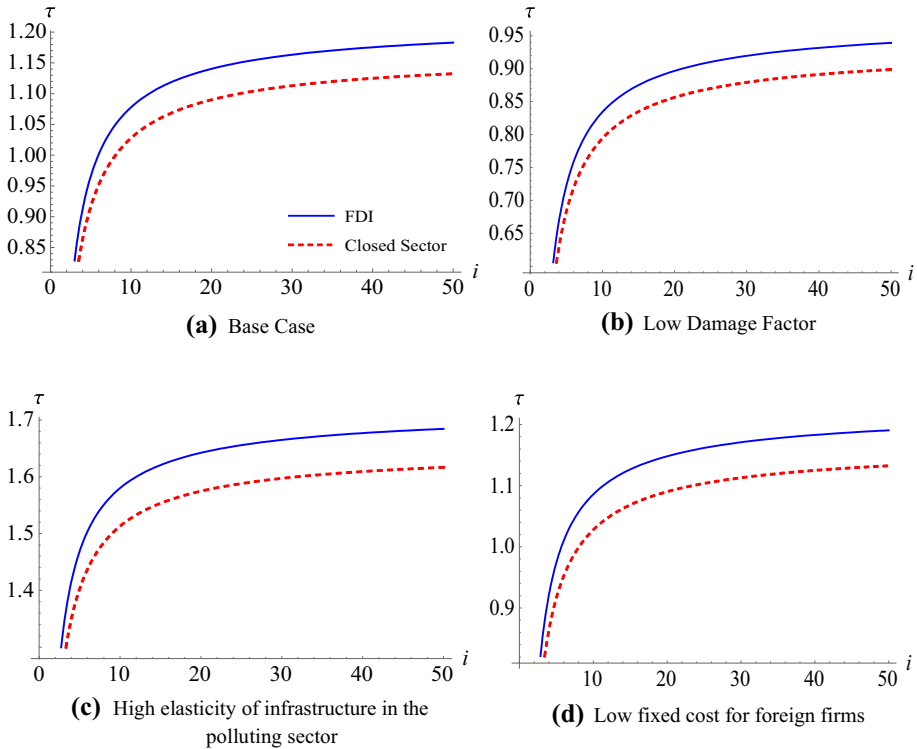 τ
1.20
1.15
1.10
1.05
1.00
0.95
0.90
0.85
0 10 20 30 40 50 i
FDI
Closed Sector
(a) Base Case
τ
0.95
0.90
0.85
0.80
0.75
0.70
0.65
0 10 20 30 40 50 i
(b) Low Damage Factor
τ
1.7
1.6
1.5
1.4
0 10 20 30 40 50 i
(c) High elasticity of infrastructure in the
polluting sector
τ
1.2
1.1
1.0
0.9
10 20 30 40 50 i
(d) Low fixed cost for foreign firms